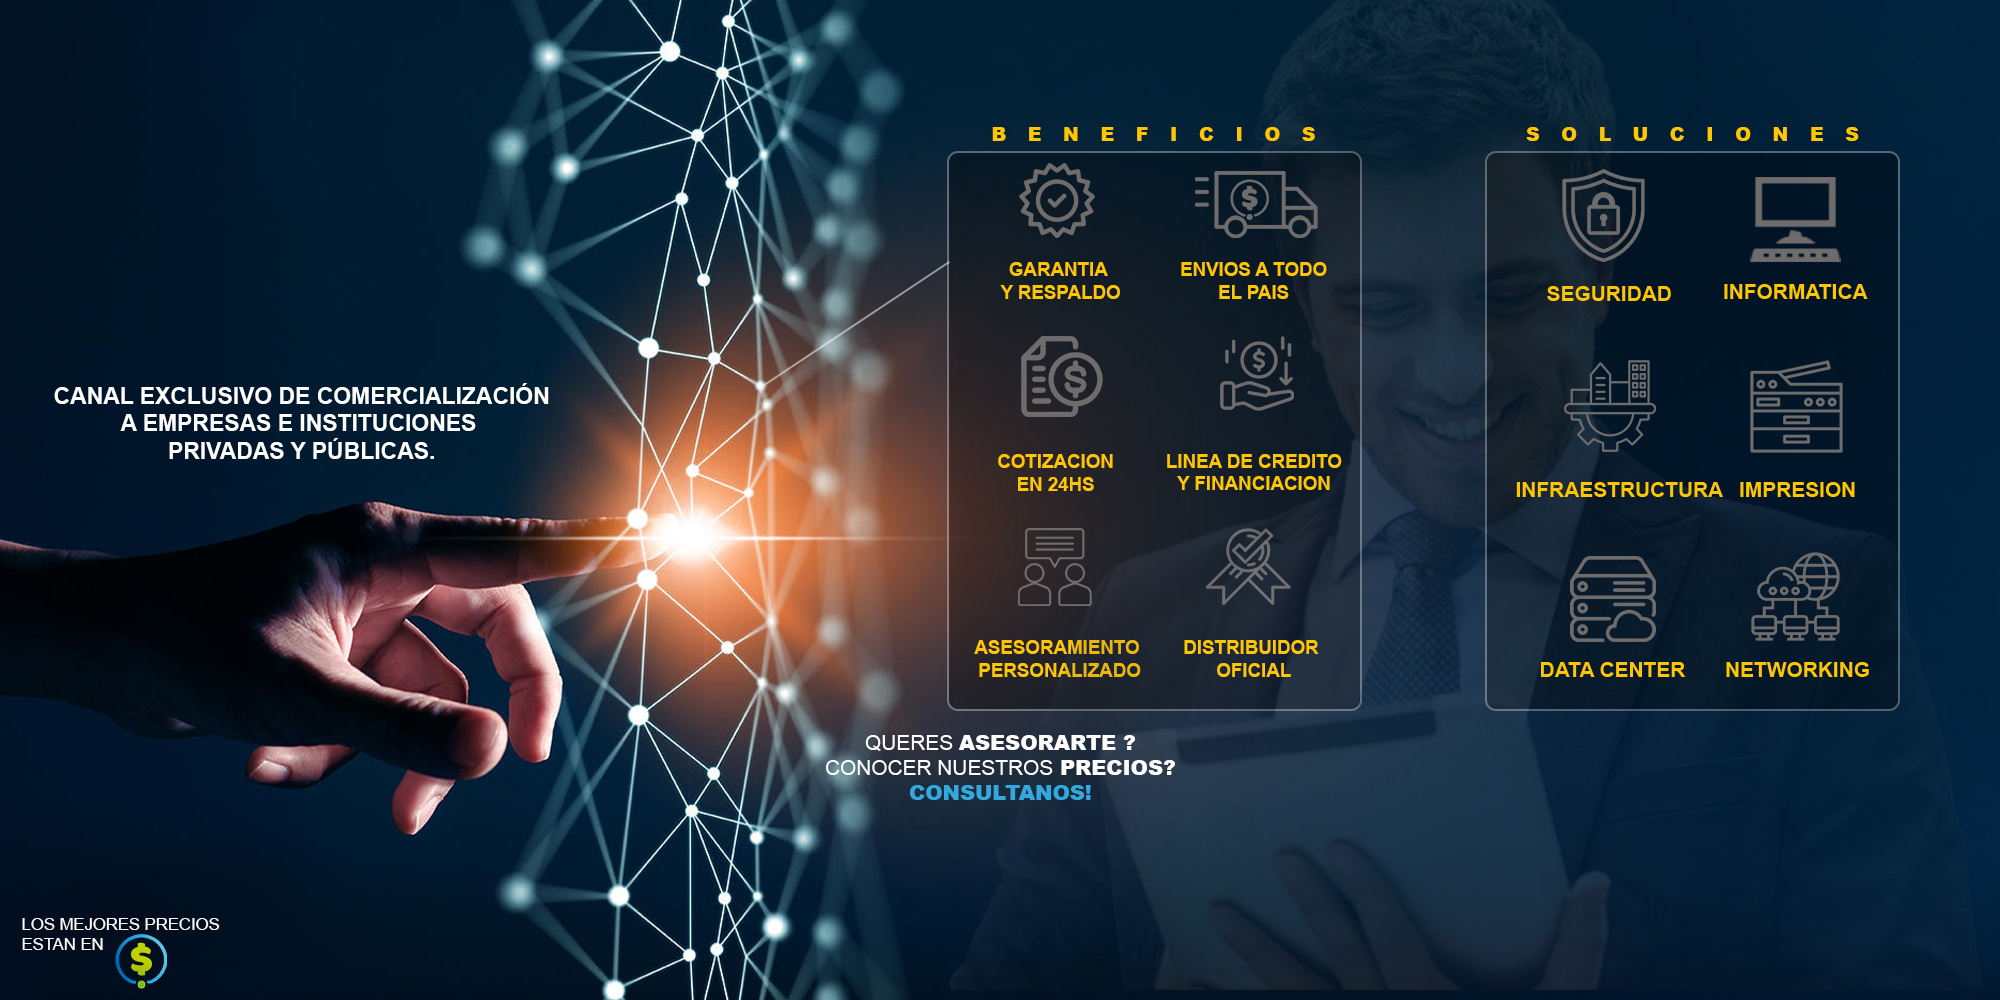 CANAL EXCLUSIVO DE COMERCIALIZACIÓN
A EMPRESAS E INSTITUCIONES
PRIVADAS Y PÚBLICAS.
BENEFICIOS
GARANTIA
Y RESPALDO
ENVIOS A TODO
EL PAIS
COTIZACION
EN 24HS
LINEA DE CREDITO
Y FINANCIACION
ASESORAMIENTO
PERSONALIZADO
DISTRIBUIDOR
OFICIAL
SOLUCIONES
SEGURIDAD
INFORMATICA
INFRAESTRUCTURA
IMPRESION
DATA CENTER
NETWORKING
QUERES ASESORARTE ?
CONOCER NUESTROS PRECIOS?
CONSULTANOS!
LOS MEJORES PRECIOS
ESTAN EN $